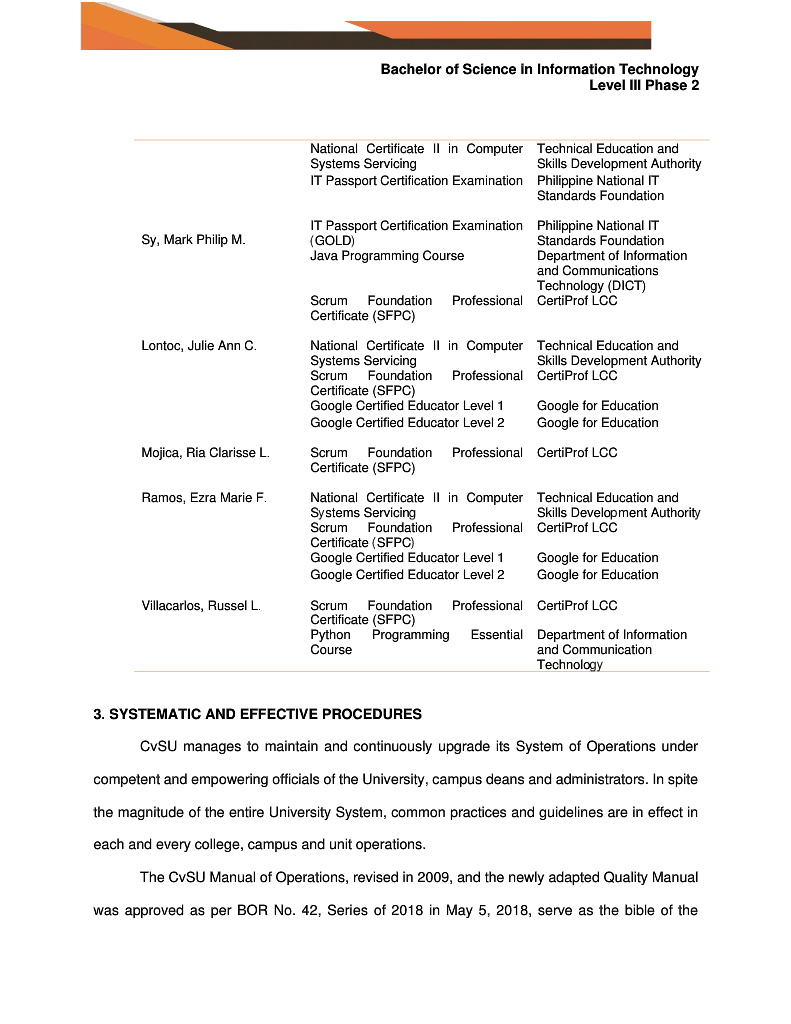 Bachelor of Science in Information Technology
Level III Phase 2
National Certificate II in Computer Technical Education and
Systems Servicing Skills Development Authority
IT Passport Certification Examination Philippine National IT
Standards Foundation
IT Passport Certification Examination Philippine National IT
Sy, Mark Philip M. (GOLD) Standards Foundation
Java Programming Course Department of Information
and Communications
Technology (DICT)
Scrum Foundation Professional CertiProf LCC
Certificate (SFPC)
Lontoc, Julie Ann C. National Certificate II in Computer Technical Education and
Systems Servicing Skills Development Authority
Scrum Foundation Professional CertiProf LCC
Certificate (SFPC)
Google Certified Educator Level 1 Google for Education
Google Certified Educator Level 2 Google for Education
Mojica, Ria Clarisse L. Scrum Foundation Professional CertiProf LCC
Certificate (SFPC)
Ramos, Ezra Marie F. National Certificate II in Computer Technical Education and
Systems Servicing Skills Development Authority
Scrum Foundation Professional CertiProf LCC
Certificate (SFPC)
Google Certified Educator Level 1 Google for Education
Google Certified Educator Level 2 Google for Education
Villacarlos, Russel L. Scrum Foundation Professional CertiProf LCC
Certificate (SFPC)
Python Programming Essential Department of Information
Course and Communication
Technology
3. SYSTEMATIC AND EFFECTIVE PROCEDURES
CvSU manages to maintain and continuously upgrade its System of Operations under
competent and empowering officials of the University, campus deans and administrators. In spite
the magnitude of the entire University System, common practices and guidelines are in effect in
each and every college, campus and unit operations.
The CvSU Manual of Operations, revised in 2009, and the newly adapted Quality Manual
was approved as per BOR No. 42, Series of 2018 in May 5, 2018, serve as the bible of the